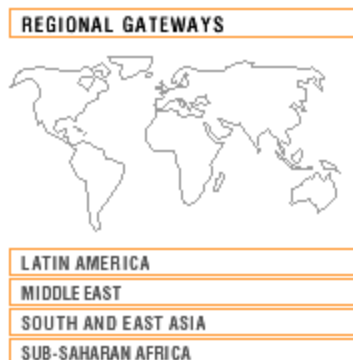 REGIONAL GATEWAYS
LATIN AMERICA
MIDDLE EAST
SOUTH AND EAST ASIA
SUB-SAHARAN AFRICA